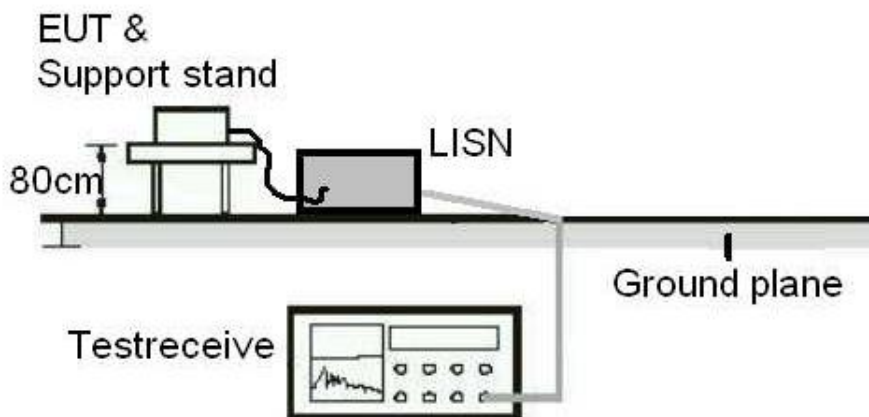 EUT &
Support stand
LISN
80cm
Ground plane
Testreceive